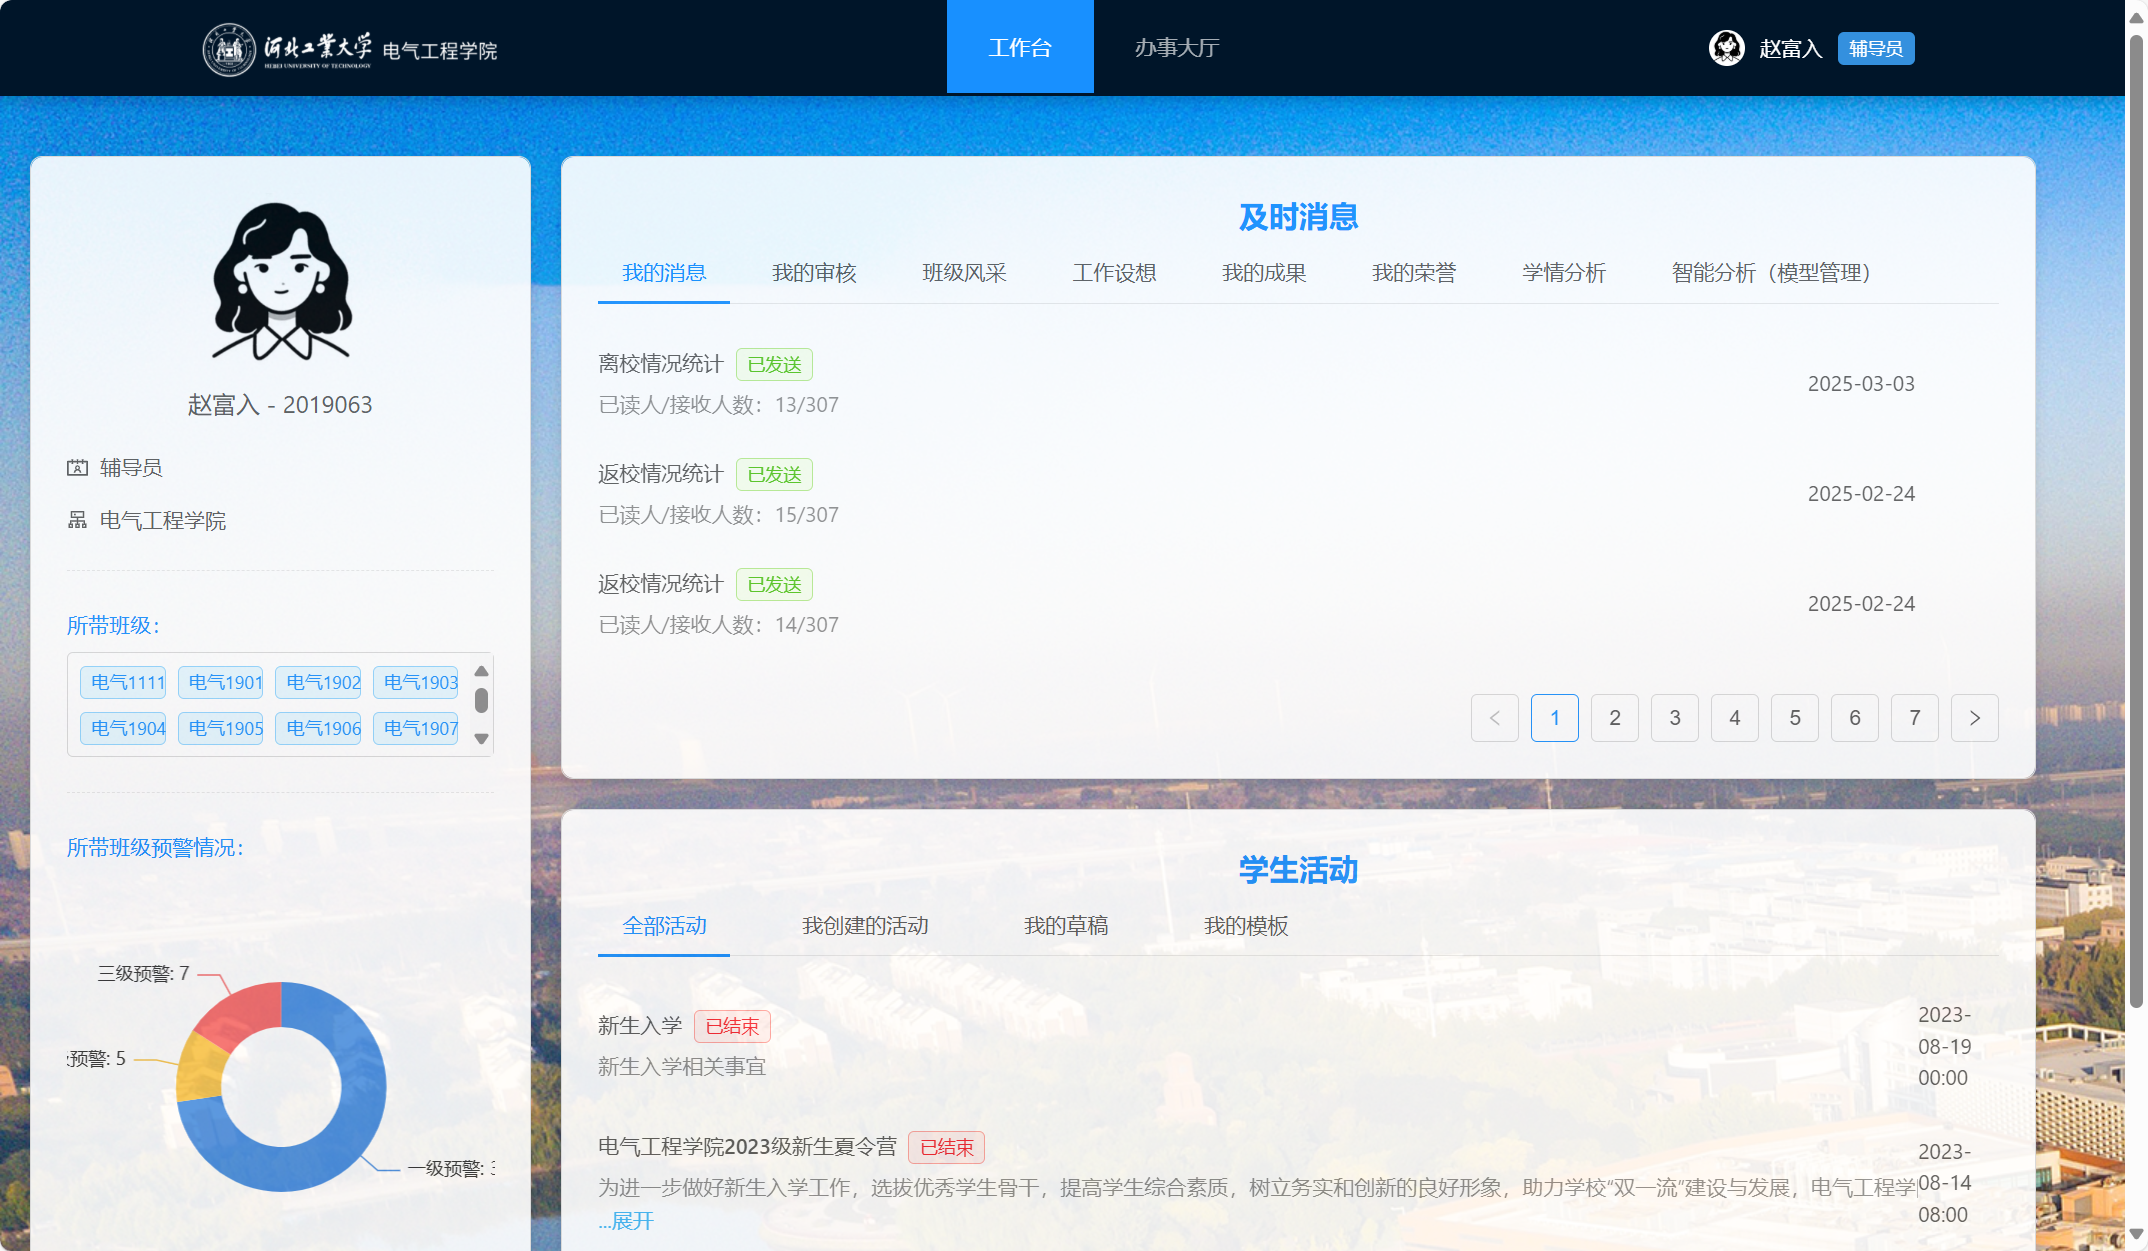 河北工業大学 电气工程学院
HEBEI UNIVERSITY OF TECHNOLOGY
工作台
办事大厅
赵富入
辅导员
赵富入 - 2019063
辅导员
电气工程学院
所带班级：
电气1111 电气1901 电气1902 电气1903
电气1904 电气1905 电气1906 电气1907
所带班级预警情况：
三级预警: 7
预警: 5
一级预警:
及时消息
我的消息 我的审核 班级风采 工作设想 我的成果 我的荣誉 学情分析 智能分析（模型管理）
离校情况统计 已发送
已读人/接收人数：13/307
2025-03-03
返校情况统计 已发送
已读人/接收人数：15/307
2025-02-24
返校情况统计 已发送
已读人/接收人数：14/307
2025-02-24
< 1 2 3 4 5 6 7 >
学生活动
全部活动 我创建的活动 我的草稿 我的模板
新生入学 已结束
新生入学相关事宜
2023-
08-19
00:00
电气工程学院2023级新生夏令营 已结束
为进一步做好新生入学工作，选拔优秀学生骨干，提高学生综合素质，树立务实和创新的良好形象，助力学校“双一流”建设与发展，电气工程学
...展开
2023-
08-14
08:00